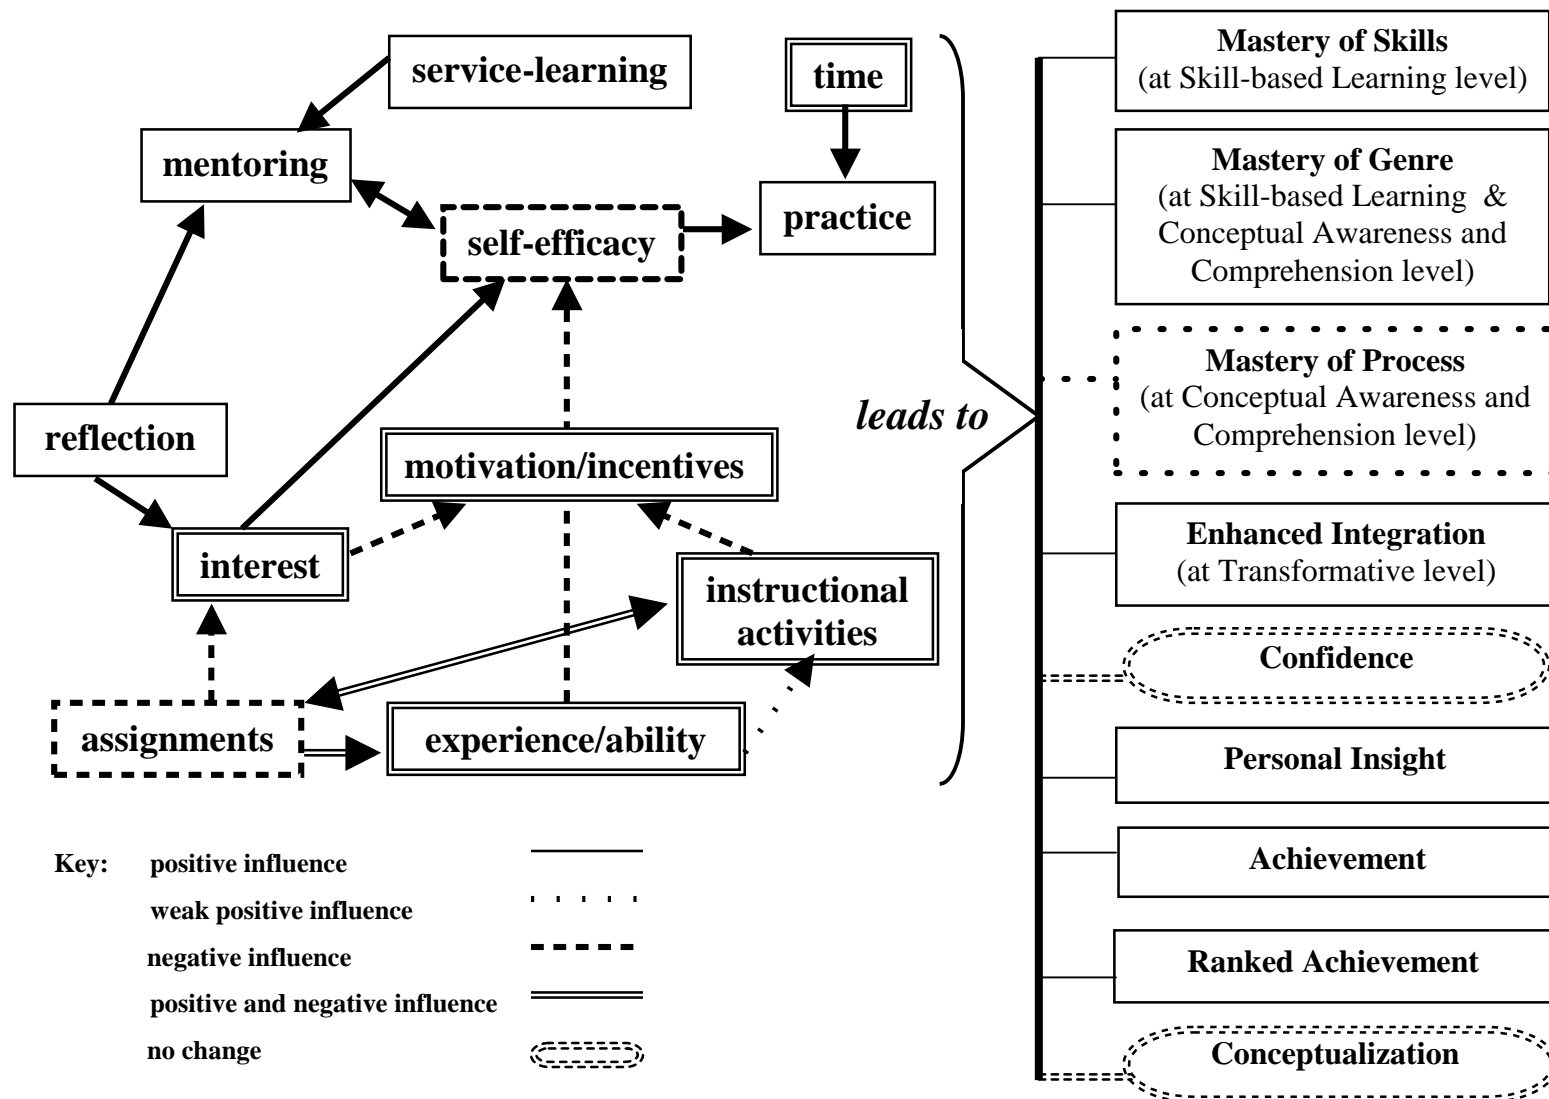 service-learning
time
mentoring
self-efficacy
practice
reflection
motivation/incentives
interest
instructional
activities
assignments
experience/ability
leads to
Mastery of Skills
(at Skill-based Learning level)
Mastery of Genre
(at Skill-based Learning &
Conceptual Awareness and
Comprehension level)
Mastery of Process
(at Conceptual Awareness and
Comprehension level)
Enhanced Integration
(at Transformative level)
Confidence
Personal Insight
Achievement
Ranked Achievement
Conceptualization
Key: positive influence
weak positive influence
negative influence
positive and negative influence
no change